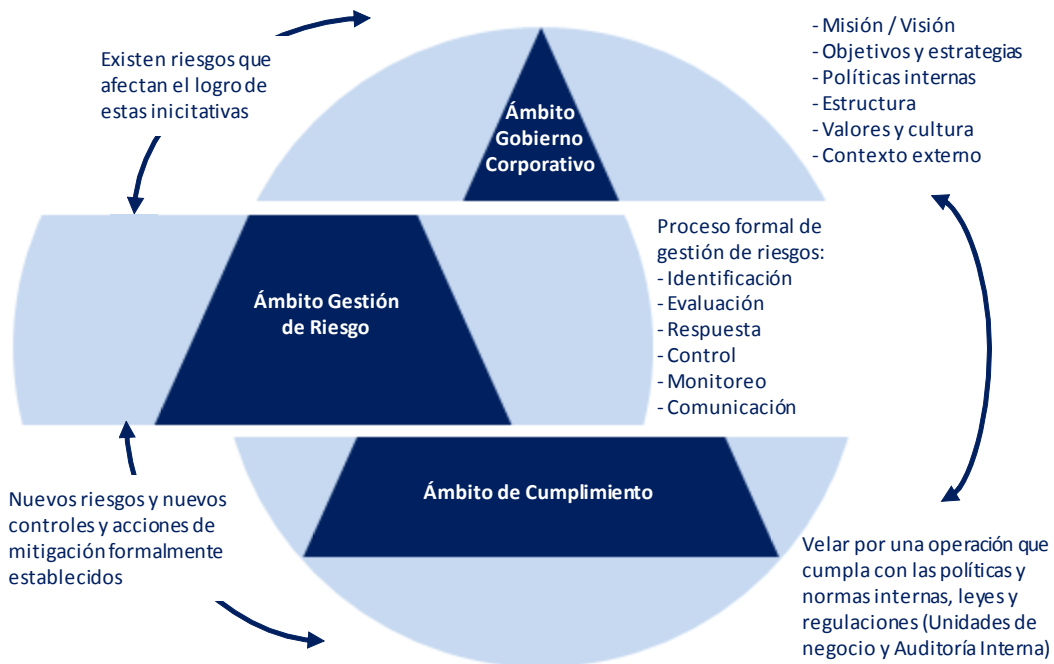 Existen riesgos que
afectan el logro de
estas inicitativas
Ámbito
Gobierno
Corporativo
- Misión / Visión
- Objetivos y estrategias
- Políticas internas
- Estructura
- Valores y cultura
- Contexto externo
Ámbito Gestión
de Riesgo
Proceso formal de
gestión de riesgos:
- Identificación
- Evaluación
- Respuesta
- Control
- Monitoreo
- Comunicación
Nuevos riesgos y nuevos
controles y acciones de
mitigación formalmente
establecidos
Ámbito de Cumplimiento
Velar por una operación que
cumpla con las políticas y
normas internas, leyes y
regulaciones (Unidades de
negocio y Auditoría Interna)